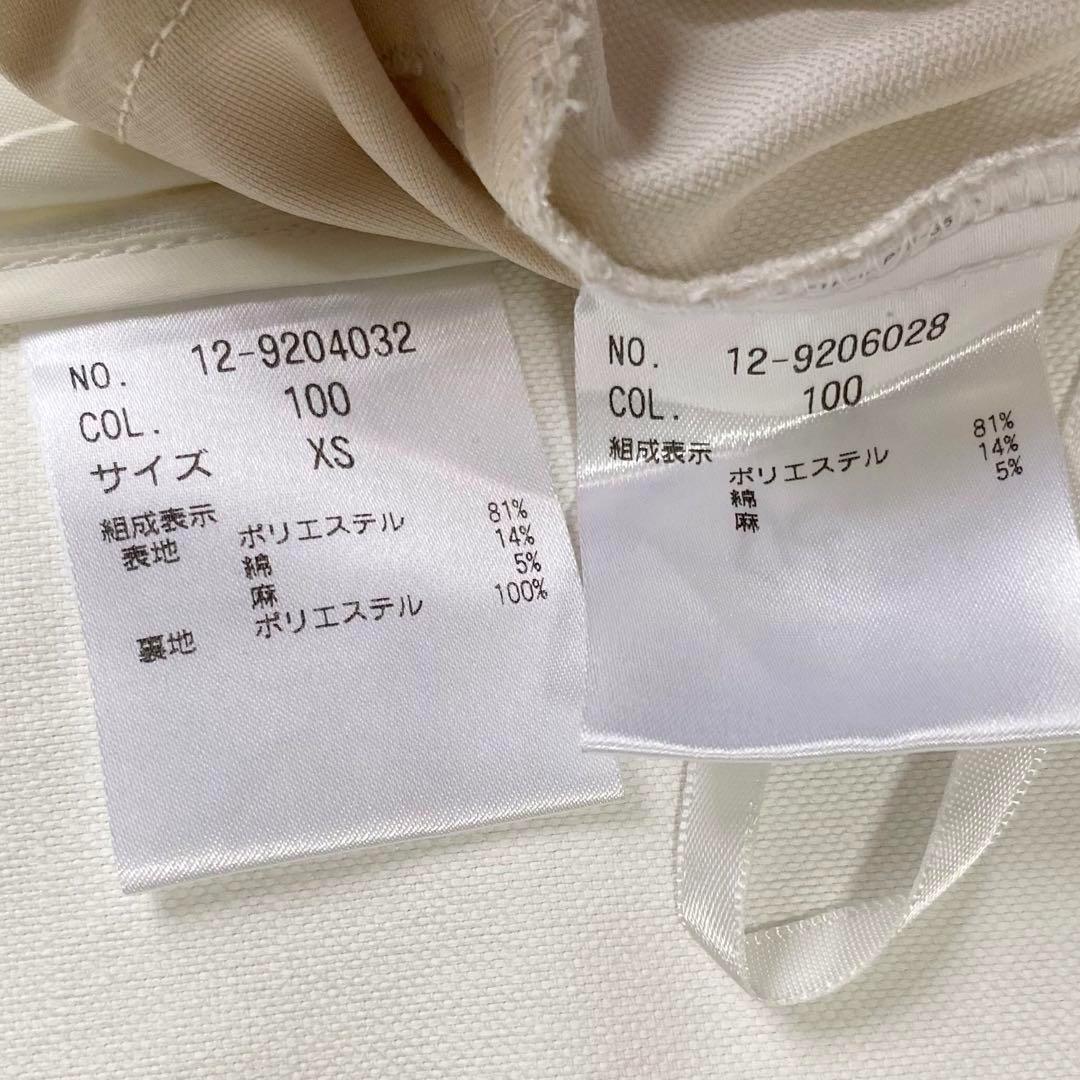 NO. 12-9204032
COL. 100
サイズ XS
組成表示
表地 ポリエステル 81%
綿 14%
麻 5%
裏地 ポリエステル 100%
NO. 12-9206028
COL. 100
組成表示
ポリエステル 81%
綿 14%
麻 5%